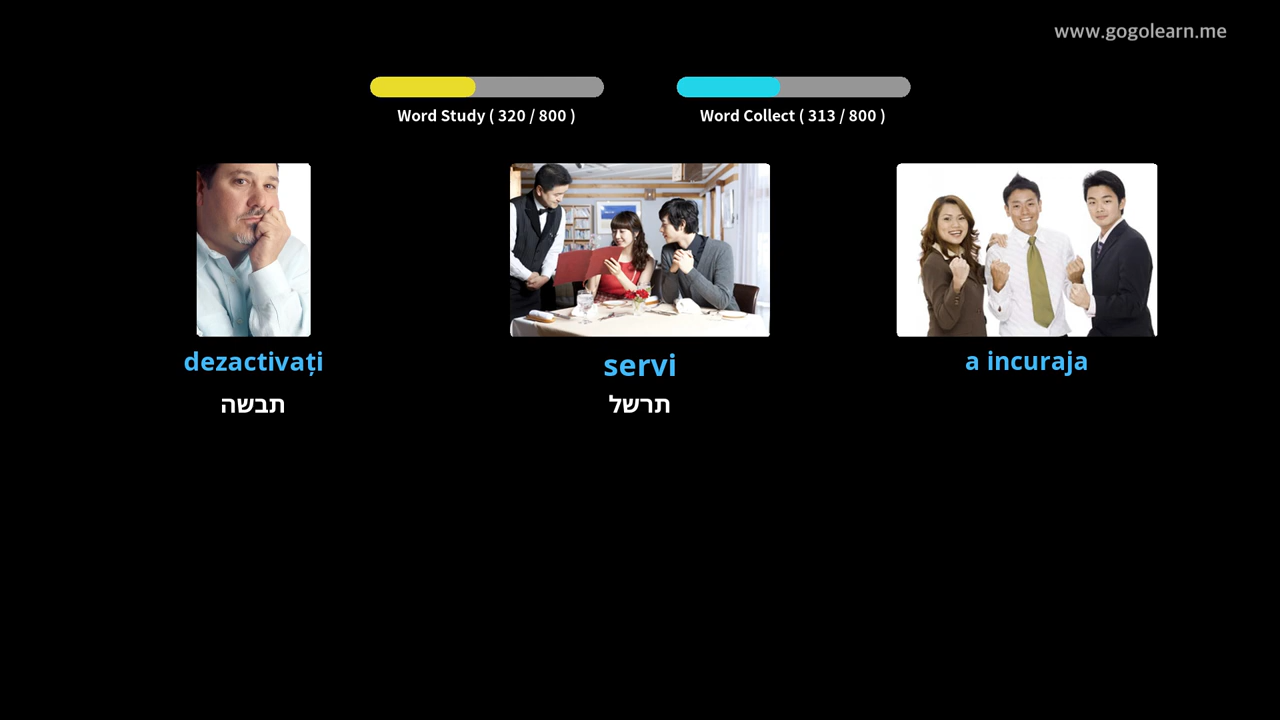 www.gogolearn.me
Word Study ( 320 / 800 )
Word Collect ( 313 / 800 )
dezactivați
servi
a incuraja
תבשה
תרשל